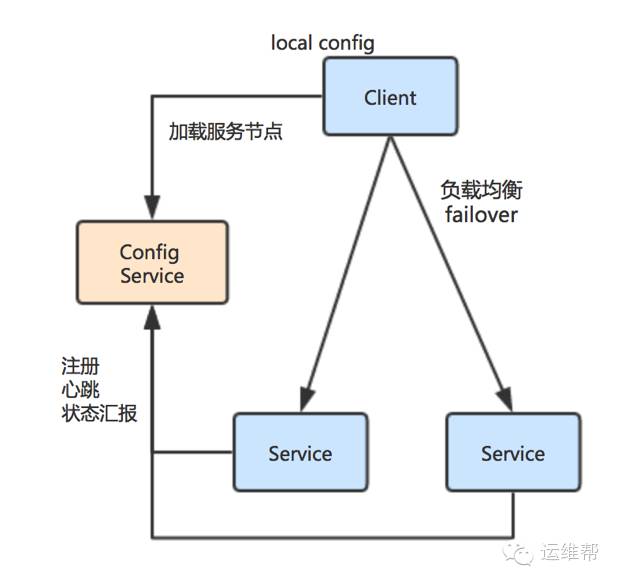 local config
Client
加载服务节点
负载均衡
failover
Config
Service
注册
心跳
状态汇报
Service
Service
运维帮